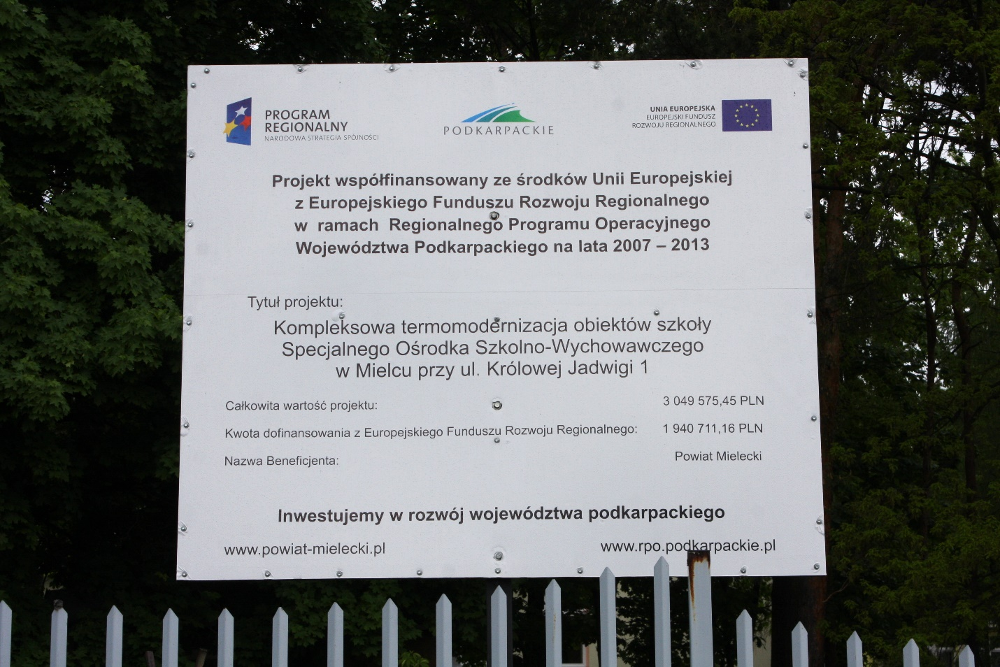 PROGRAM
REGIONALNY
NARODOWA STRATEGIA SPÓJNOŚCI
PODKARPACKIE
UNIA EUROPEJSKA
EUROPEJSKI FUNDUSZ
ROZWOJU REGIONALNEGO
Projekt współfinansowany ze środków Unii Europejskiej
z Europejskiego Funduszu Rozwoju Regionalnego
w ramach Regionalnego Programu Operacyjnego
Województwa Podkarpackiego na lata 2007 – 2013
Tytuł projektu:
Kompleksowa termomodernizacja obiektów szkoły
Specjalnego Ośrodka Szkolno-Wychowawczego
w Mielcu przy ul. Królowej Jadwigi 1
Całkowita wartość projektu: 3 049 575,45 PLN
Kwota dofinansowania z Europejskiego Funduszu Rozwoju Regionalnego: 1 940 711,16 PLN
Nazwa Beneficjenta: Powiat Mielecki
Inwestujemy w rozwój województwa podkarpackiego
www.powiat-mielecki.pl www.rpo.podkarpackie.pl